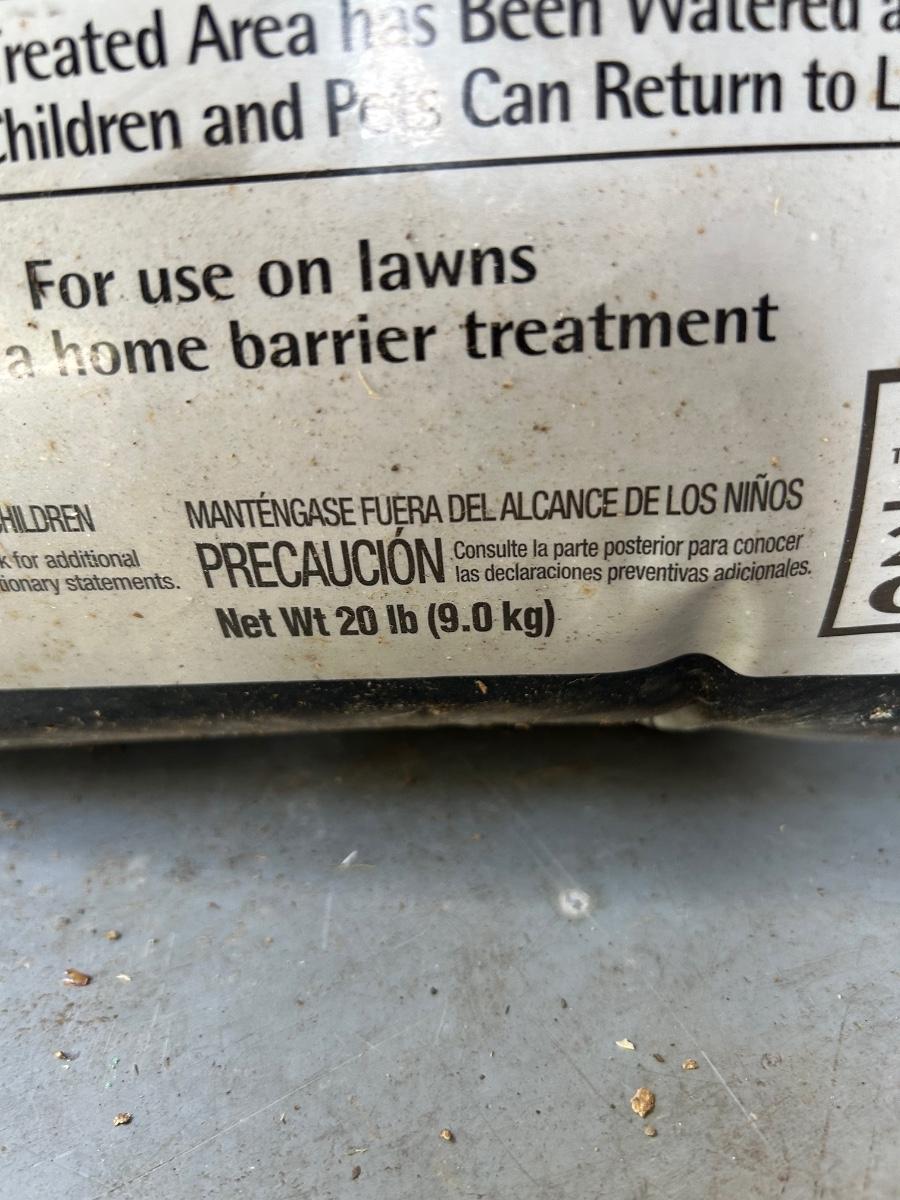 Treated Area has Been Watered
Children and Pets Can Return to
For use on lawns
a home barrier treatment
CHILDREN
for additional
statements.
MANTÉNGASE FUERA DEL ALCANCE DE LOS NIÑOS
PRECAUCIÓN Consulte la parte posterior para conocer
las declaraciones preventivas adicionales.
Net Wt 20 lb (9.0 kg)